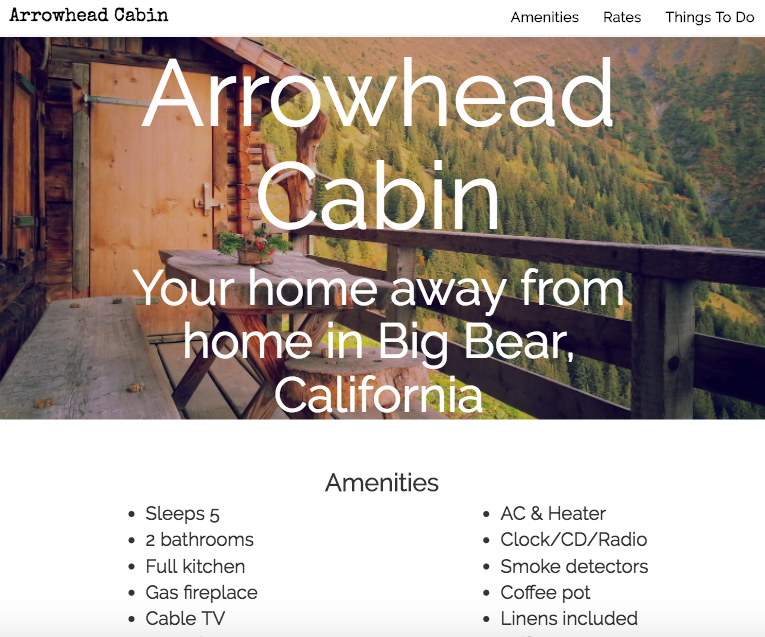 Arrowhead Cabin
Amenities Rates Things To Do
Arrowhead
Cabin
Your home away from
home in Big Bear,
California
Amenities
Sleeps 5
2 bathrooms
Full kitchen
Gas fireplace
Cable TV
AC & Heater
Clock/CD/Radio
Smoke detectors
Coffee pot
Linens included